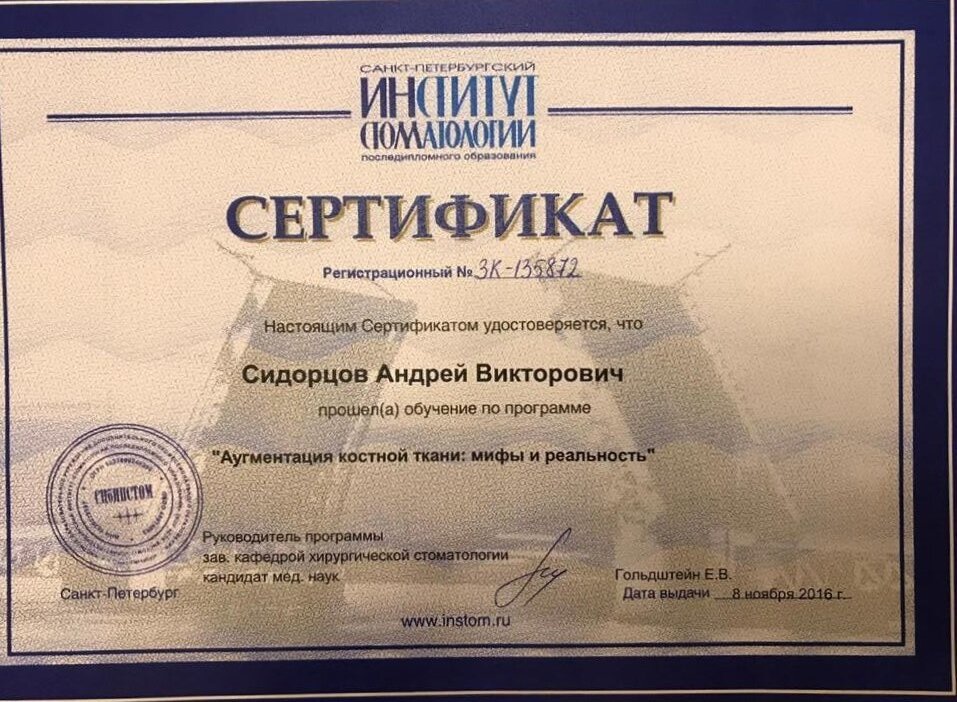 САНКТ-ПЕТЕРБУРГСКИЙ
ИНСТИТУТ
СТОМАТОЛОГИИ
последипломного образования
СЕРТИФИКАТ
Регистрационный № ЗК-135872
Настоящим Сертификатом удостоверяется, что
Сидорцов Андрей Викторович
прошел(а) обучение по программе
"Аугментация костной ткани: мифы и реальность"
СПбИНСТОМ
Руководитель программы
зав. кафедрой хирургической стоматологии
кандидат мед. наук
Гольдштейн Е.В.
Санкт-Петербург
Дата выдачи 8 ноября 2016 г.
www.instom.ru